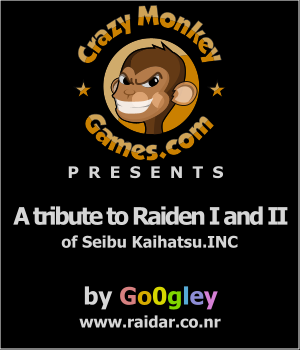 Crazy Monkey
Games.com
PRESENTS
A tribute to Raiden I and II
of Seibu Kaihatsu.INC
by Go0gley
www.raidar.co.nr